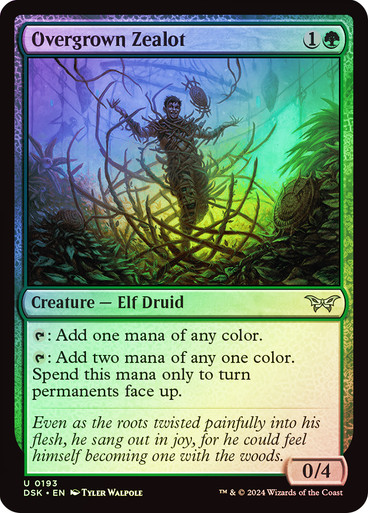 Overgrown Zealot 1
Creature — Elf Druid
: Add one mana of any color.
: Add two mana of any one color.
Spend this mana only to turn
permanents face up.
Even as the roots twisted painfully into his
flesh, he sang out in joy, for he could feel
himself becoming one with the woods.
0/4
U 0193
DSK • EN Tyler Walpole
™ & © 2024 Wizards of the Coast